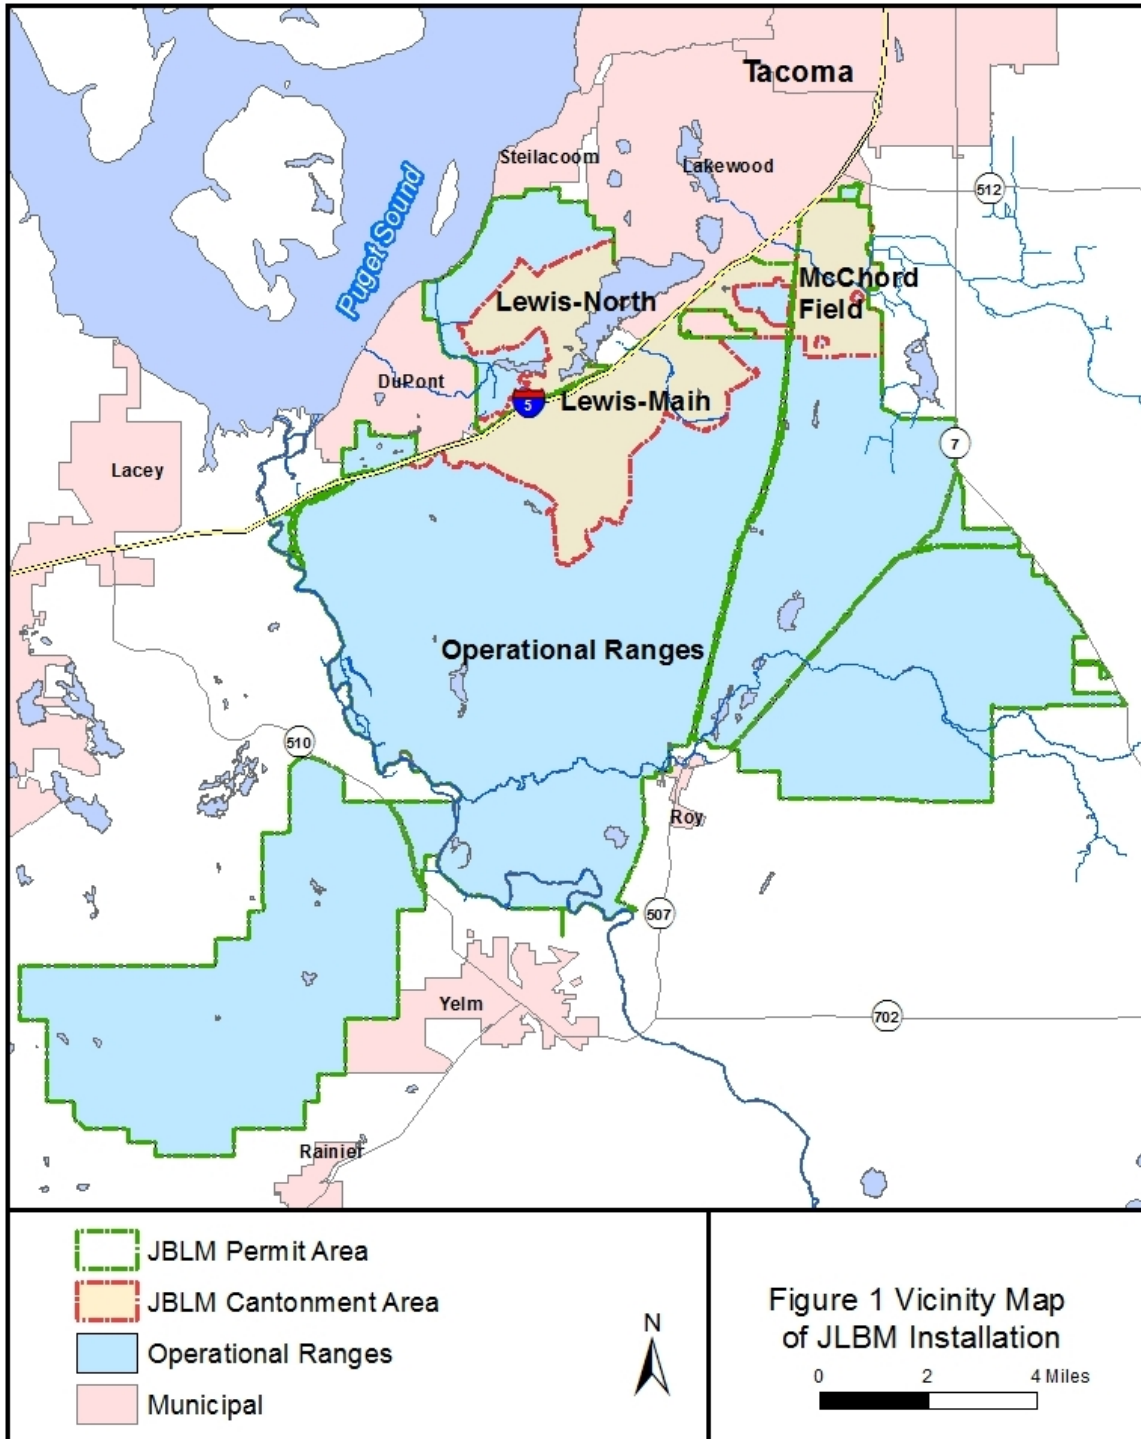 Tacoma
Steilacoom
Lakewood
512
Puget Sound
McChord
Field
Lewis-North
DuPont
5
Lewis-Main
7
Lacey
Operational Ranges
510
Roy
507
Yelm
702
Rainier
JBLM Permit Area
JBLM Cantonment Area
Operational Ranges
Municipal
N
Figure 1 Vicinity Map
of JLBM Installation
0 2 4 Miles